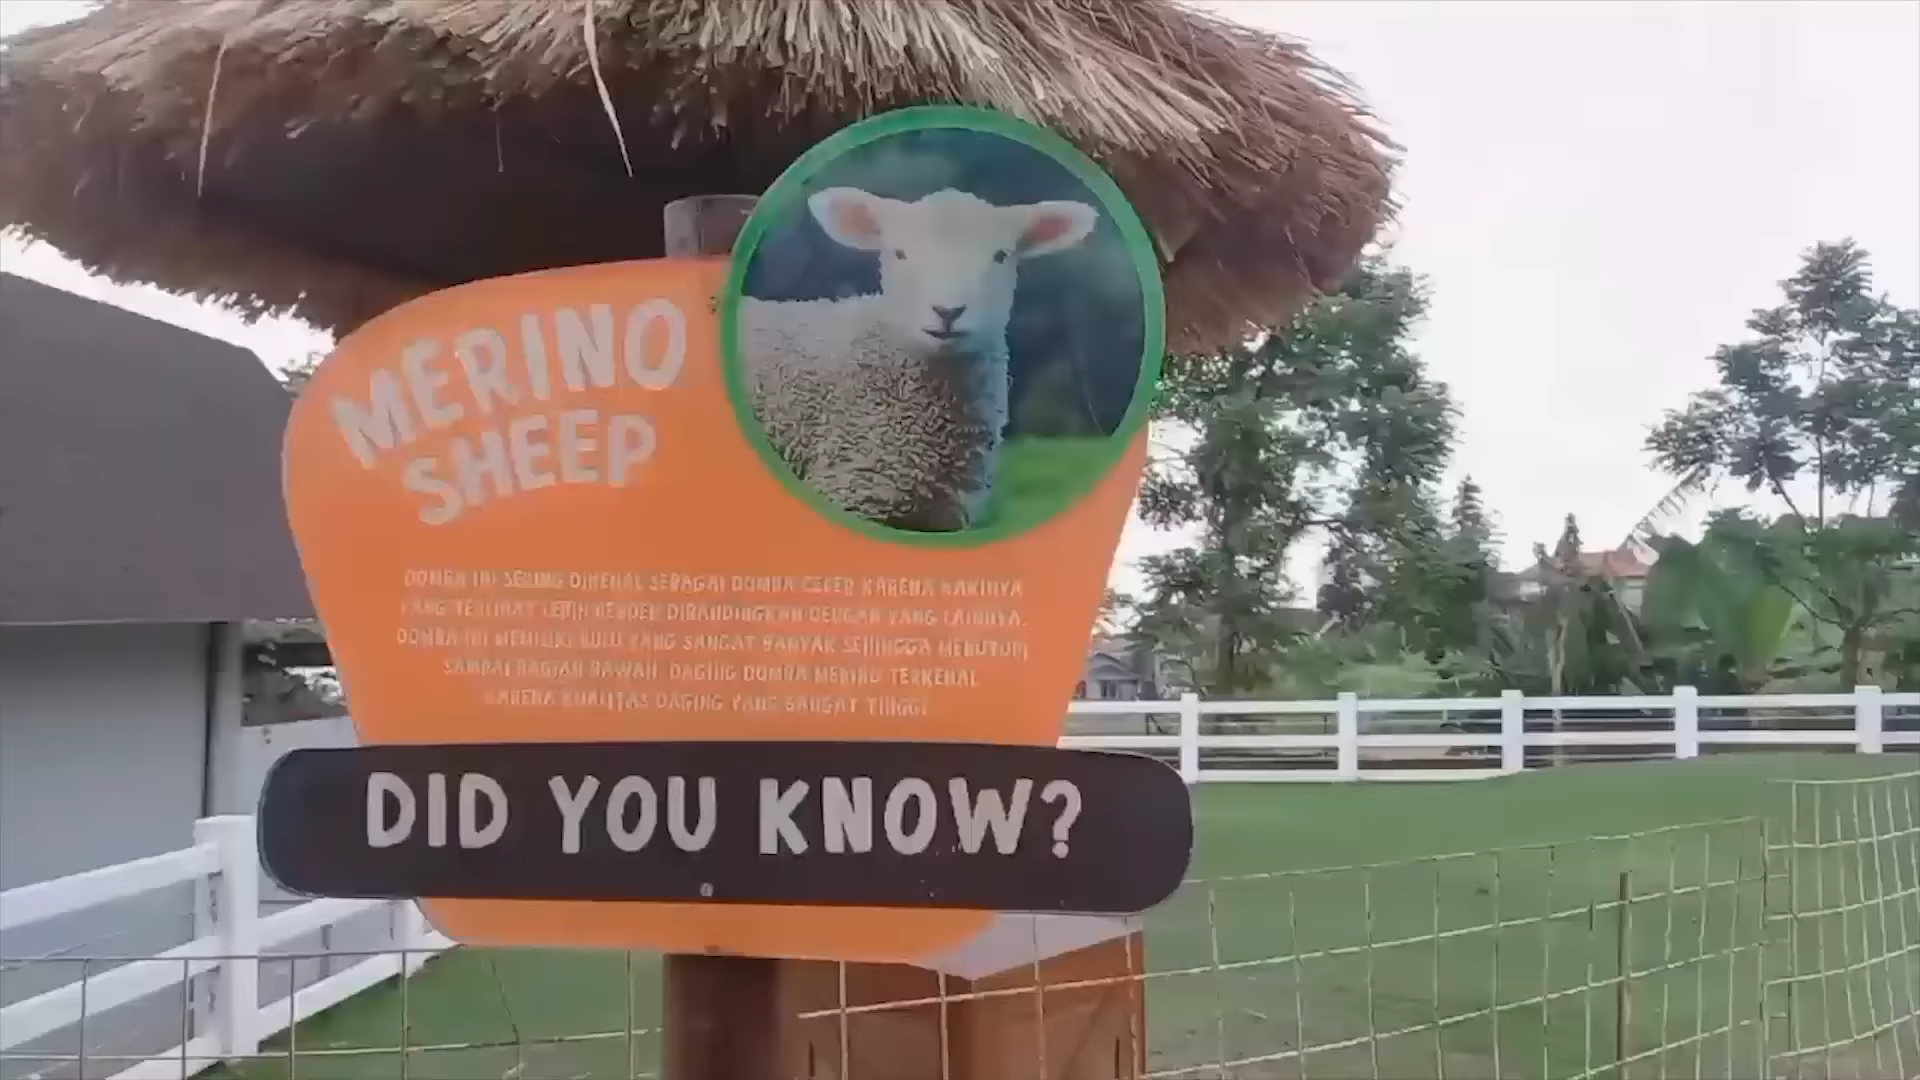 MERINO
SHEEP
DOMBA INI SERING DIKENAL SEBAGAI DOMBA CEPER KARENA KAKINYA
YANG TERLIHAT LEBIH PENDEK DIBANDINGKAN DENGAN YANG LAINNYA.
DOMBA INI MEMILIKI BULU YANG SANGAT BANYAK SEHINGGA MENUTUPI
SAMPAI BAGIAN BAWAH. DAGING DOMBA MERINO TERKENAL
KARENA KUALITAS DAGING YANG SANGAT TINGGI
DID YOU KNOW?